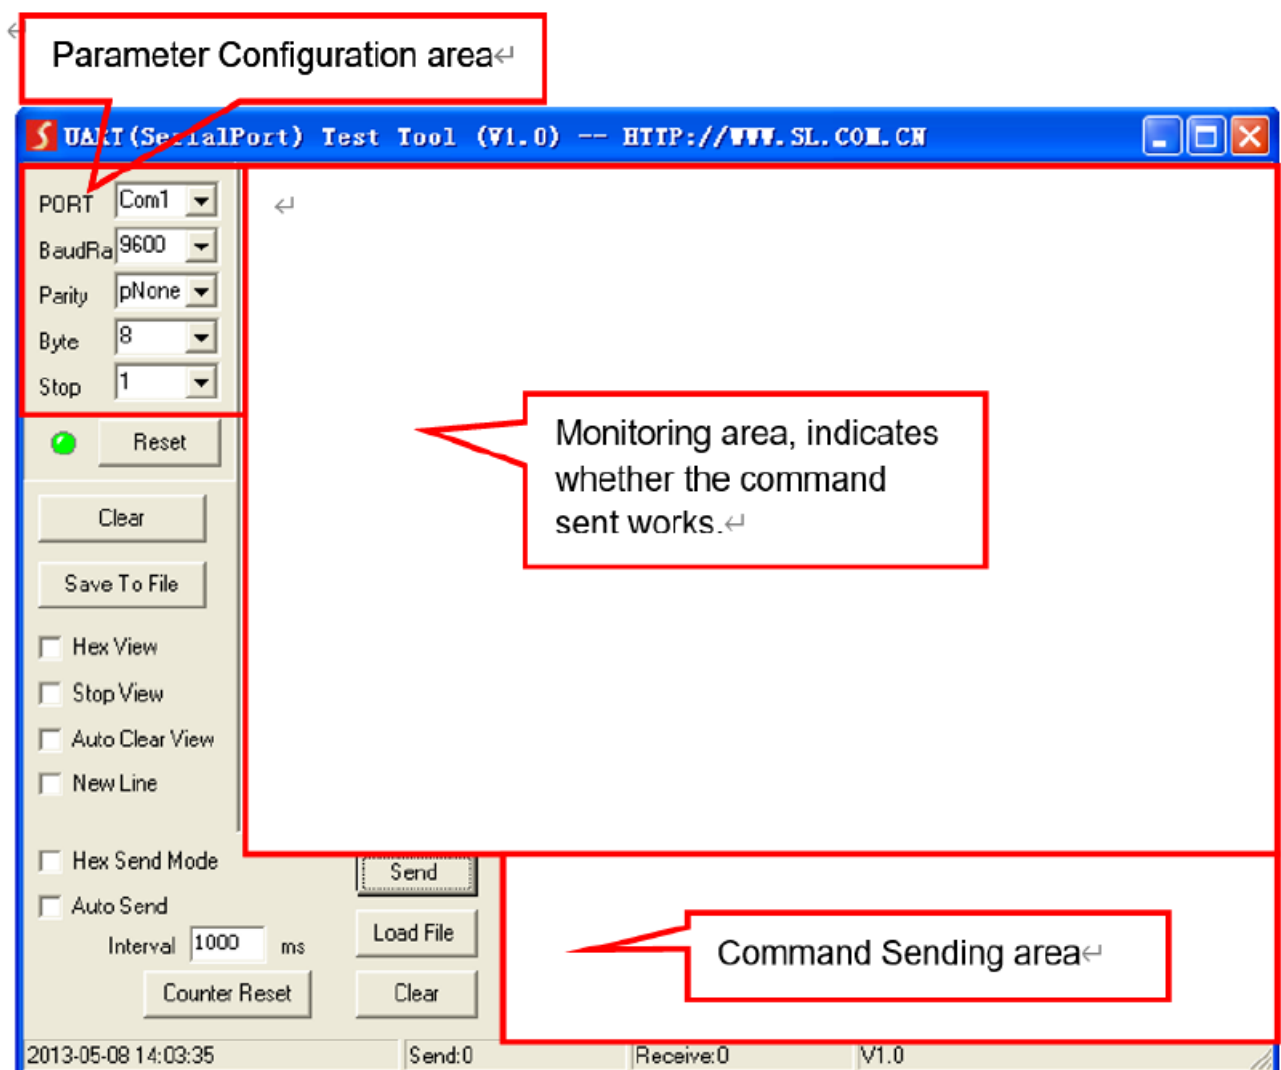 Parameter Configuration area
UART(SerialPort) Test Tool (V1.0) -- HTTP://WWW.SL.COM.CN
PORT Com1
BaudRa 9600
Parity pNone
Byte 8
Stop 1
Reset
Clear
Save To File
Hex View
Stop View
Auto Clear View
New Line
Monitoring area, indicates
whether the command
sent works.
Hex Send Mode
Auto Send
Interval 1000 ms
Counter Reset
Send
Load File
Clear
Command Sending area
2013-05-08 14:03:35 Send:0 Receive:0 V1.0